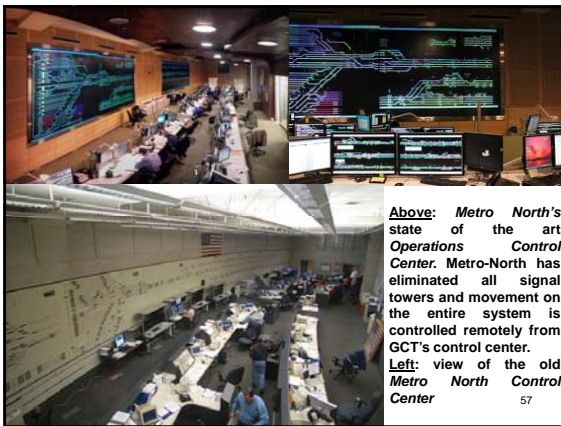 Above: Metro North's
state of the art
Operations Control
Center. Metro-North has
eliminated all signal
towers and movement on
the entire system is
controlled remotely from
GCT's control center.
Left: view of the old
Metro North Control
Center 57